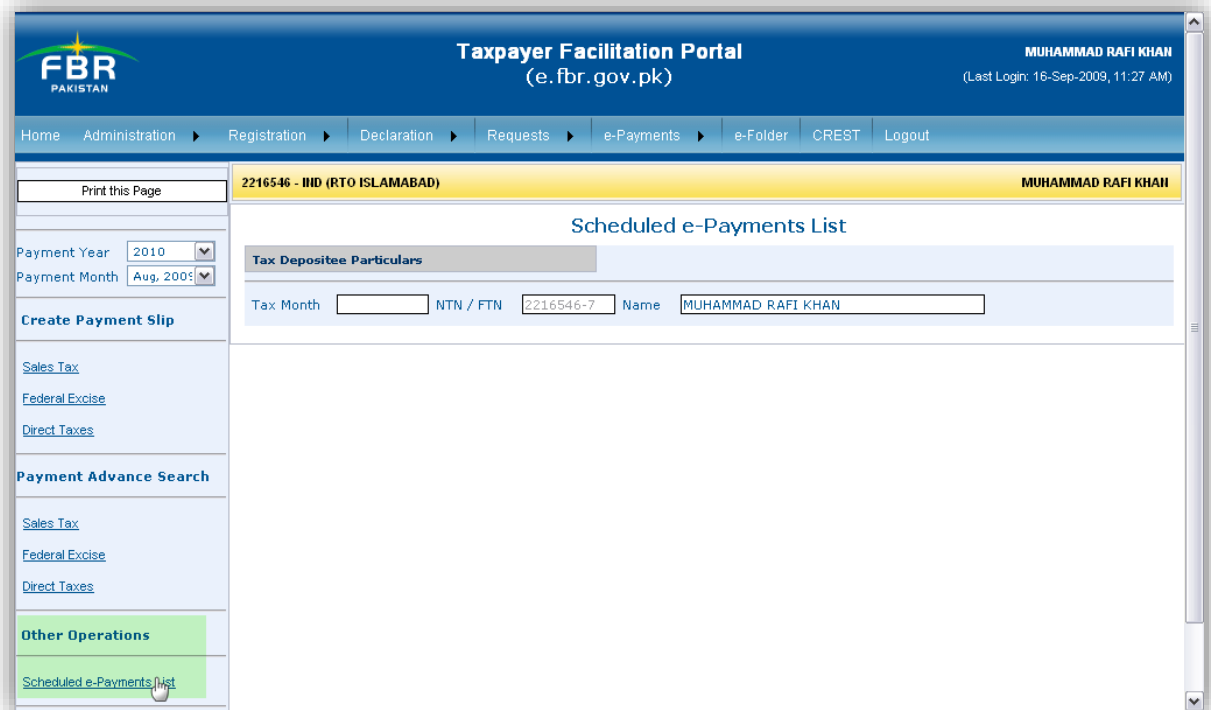 FBR
PAKISTAN
Taxpayer Facilitation Portal
(e.fbr.gov.pk)
MUHAMMAD RAFI KHAN
(Last Login: 16-Sep-2009, 11:27 AM)
Home Administration Registration Declaration Requests e-Payments e-Folder CREST Logout
Print this Page
2216546 - IND (RTO ISLAMABAD) MUHAMMAD RAFI KHAN
Scheduled e-Payments List
Payment Year 2010
Payment Month Aug, 2009
Tax Depositee Particulars
Tax Month NTN / FTN 2216546-7 Name MUHAMMAD RAFI KHAN
Create Payment Slip
Sales Tax
Federal Excise
Direct Taxes
Payment Advance Search
Sales Tax
Federal Excise
Direct Taxes
Other Operations
Scheduled e-Payments List